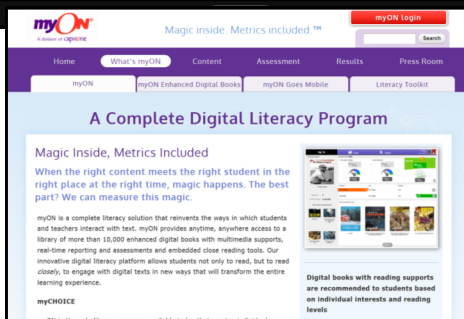 myON®
A division of capstone
Magic inside. Metrics included.™
myON login
Search
Home What's myON Content Assessment Results Press Room
myON myON Enhanced Digital Books myON Goes Mobile Literacy Toolkit
A Complete Digital Literacy Program
Magic Inside, Metrics Included
When the right content meets the right student in the
right place at the right time, magic happens. The best
part? We can measure this magic.
myON is a complete literacy solution that reinvents the ways in which students
and teachers interact with text. myON provides anytime, anywhere access to a
library of more than 10,000 enhanced digital books with multimedia supports,
real-time reporting and assessments and embedded close reading tools. Our
innovative digital literacy platform allows students not only to read, but to read
closely, to engage with digital texts in new ways that will transform the entire
learning experience.
myCHOICE
Digital books with reading supports
are recommended to students based
on individual interests and reading
levels